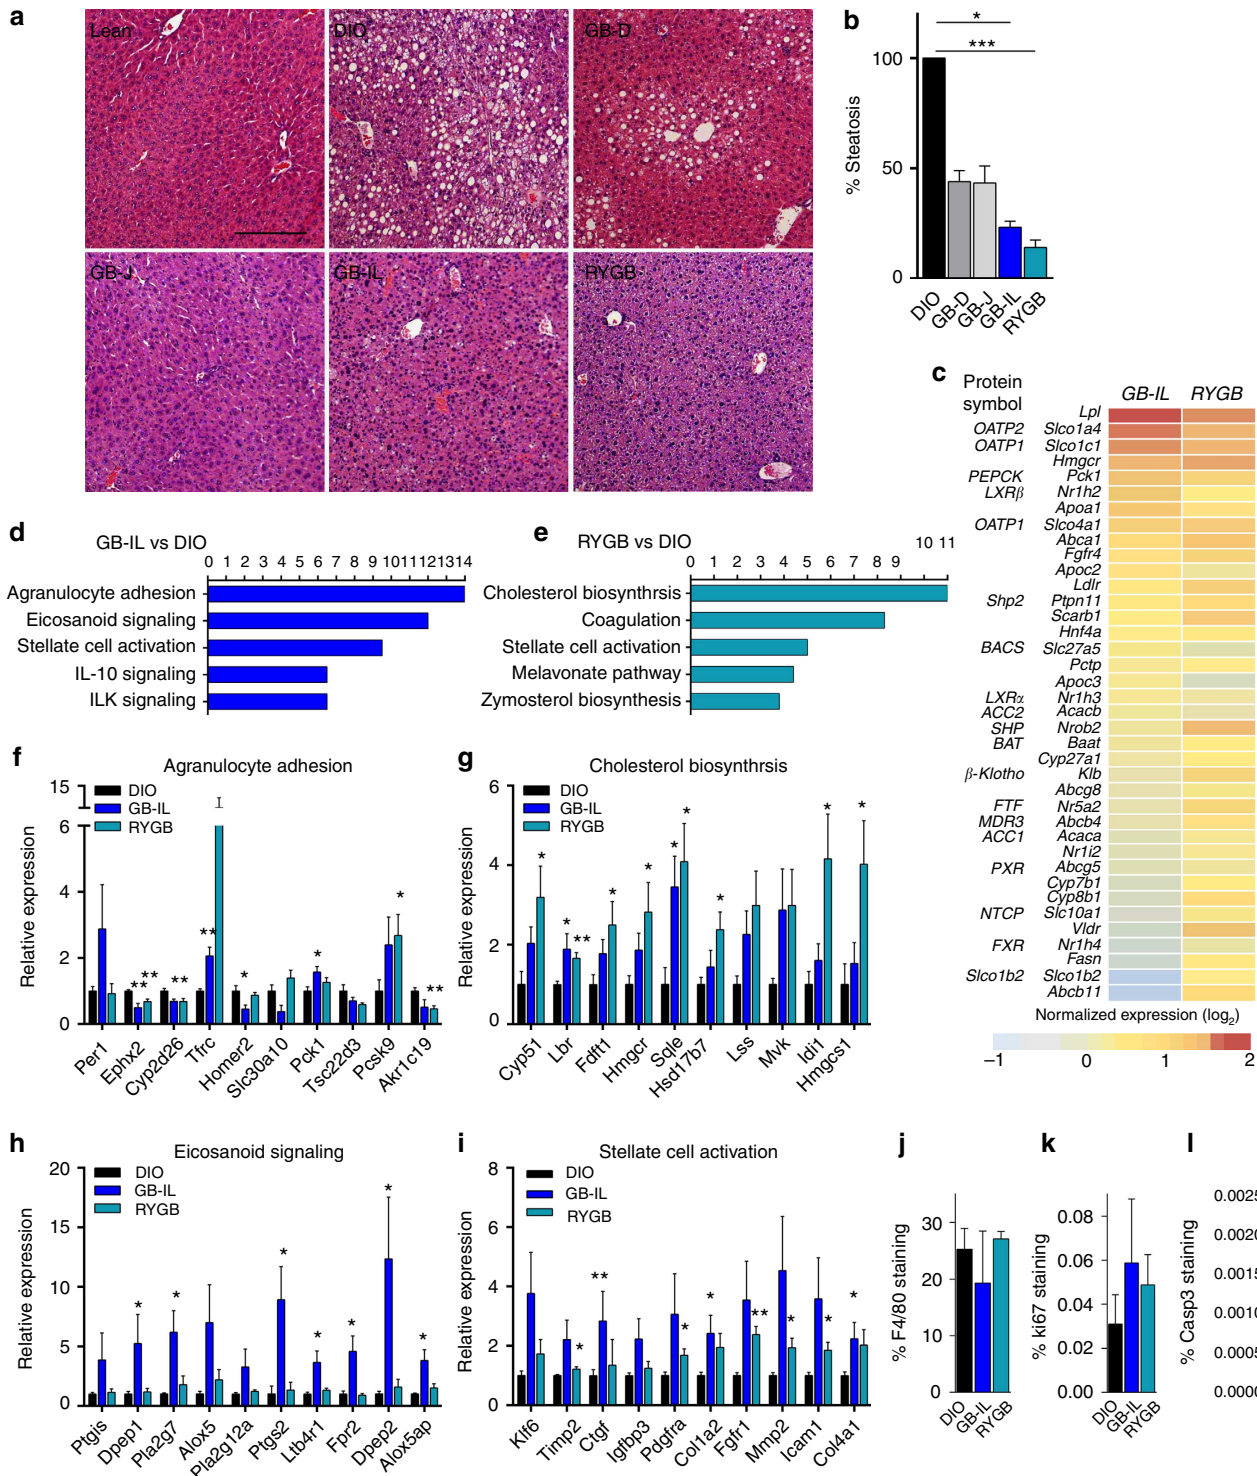 a
Lean
DIO
GB-D
GB-J
GB-IL
RYGB
b
*
***
% Steatosis
100
50
0
DIO
GB-D
GB-J
GB-IL
RYGB
c
Protein symbol
GB-IL RYGB
Lpl
OATP2 Slco1a4
OATP1 Slco1c1
Hmgcr
PEPCK Pck1
LXRβ Nr1h2
Apoa1
OATP1 Slco4a1
Abca1
Fgfr4
Apoc2
Ldlr
Shp2 Ptpn11
Scarb1
Hnf4a
BACS Slc27a5
Pctp
Apoc3
LXRα Nr1h3
ACC2 Acacb
SHP Nrob2
BAT Baat
Cyp27a1
β-Klotho Klb
Abcg8
FTF Nr5a2
MDR3 Abcb4
ACC1 Acaca
Nr1i2
PXR Abcg5
Cyp7b1
Cyp8b1
NTCP Slc10a1
Vldr
FXR Nr1h4
Fasn
Slco1b2 Slco1b2
Abcb11
Normalized expression (log2)
−1 0 1 2
d
GB-IL vs DIO
0 1 2 3 4 5 6 7 8 9 10 11 12 13 14
Agranulocyte adhesion
Eicosanoid signaling
Stellate cell activation
IL-10 signaling
ILK signaling
e
RYGB vs DIO
0 1 2 3 4 5 6 7 8 9 10 11
Cholesterol biosynthrsis
Coagulation
Stellate cell activation
Melavonate pathway
Zymosterol biosynthesis
f
Agranulocyte adhesion
DIO
GB-IL
RYGB
Relative expression
15
6
4
2
0
** ** ** ** * * * **
Per1
Ephx2
Cyp2d26
Tfrc
Homer2
Slc30a10
Pck1
Tsc22d3
Pcsk9
Akr1c19
g
Cholesterol biosynthrsis
DIO
GB-IL
RYGB
Relative expression
6
4
2
0
* * ** * * * * * * *
Cyp51
Lbr
Fdft1
Hmgcr
Sqle
Hsd17b7
Lss
Mvk
Idi1
Hmgcs1
h
Eicosanoid signaling
DIO
GB-IL
RYGB
Relative expression
20
15
10
5
0
* * * * * * *
Ptgis
Dpep1
Pla2g7
Alox5
Pla2g12a
Ptgs2
Ltb4r1
Fpr2
Dpep2
Alox5ap
i
Stellate cell activation
DIO
GB-IL
RYGB
Relative expression
8
6
4
2
0
* ** * * ** * * *
Klf6
Timp2
Ctgf
Igfbp3
Pdgfra
Col1a2
Fgfr1
Mmp2
Icam1
Col4a1
j
% F4/80 staining
30
20
10
0
DIO
GB-IL
RYGB
k
% ki67 staining
0.08
0.06
0.04
0.02
0.00
DIO
GB-IL
RYGB
l
% Casp3 staining
0.0025
0.0020
0.0015
0.0010
0.0005
0.0000